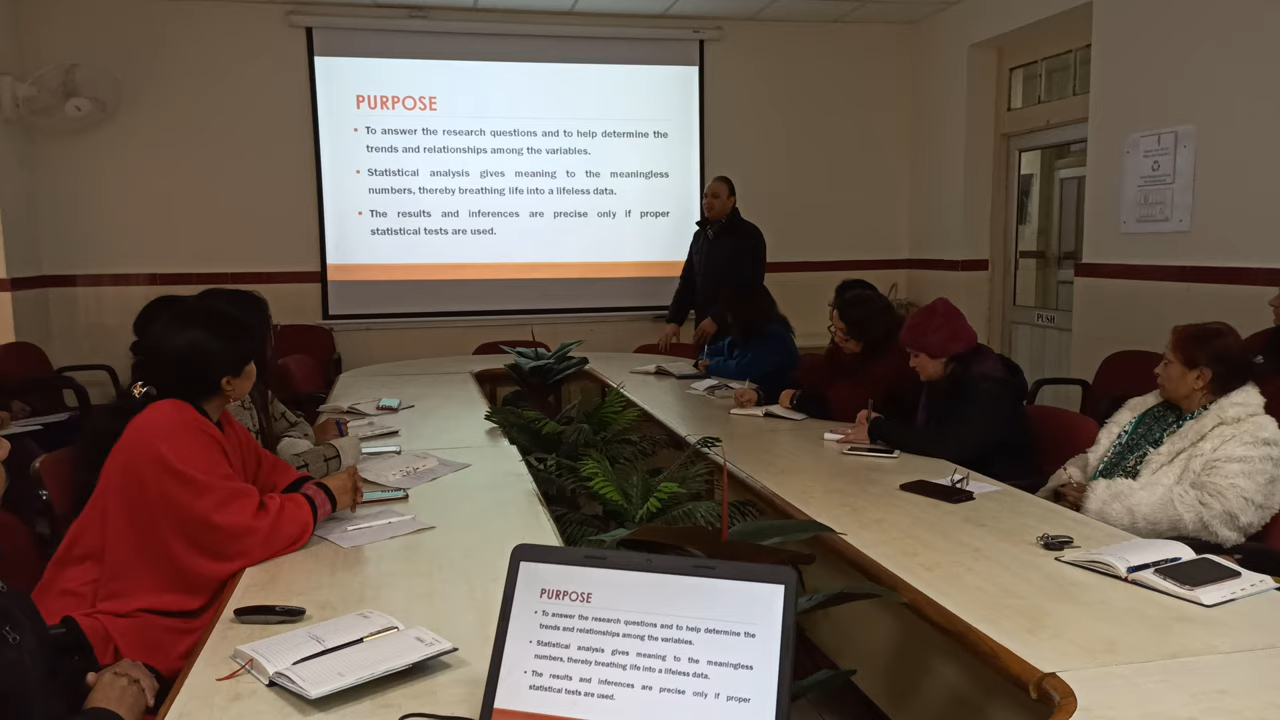 PURPOSE
To answer the research questions and to help determine the
trends and relationships among the variables.
Statistical analysis gives meaning to the meaningless
numbers, thereby breathing life into a lifeless data.
The results and inferences are precise only if proper
statistical tests are used.
PUSH
PURPOSE
To answer the research questions and to help determine the
trends and relationships among the variables.
Statistical analysis gives meaning to the meaningless
numbers, thereby breathing life into a lifeless data.
The results and inferences are precise only if proper
statistical tests are used.